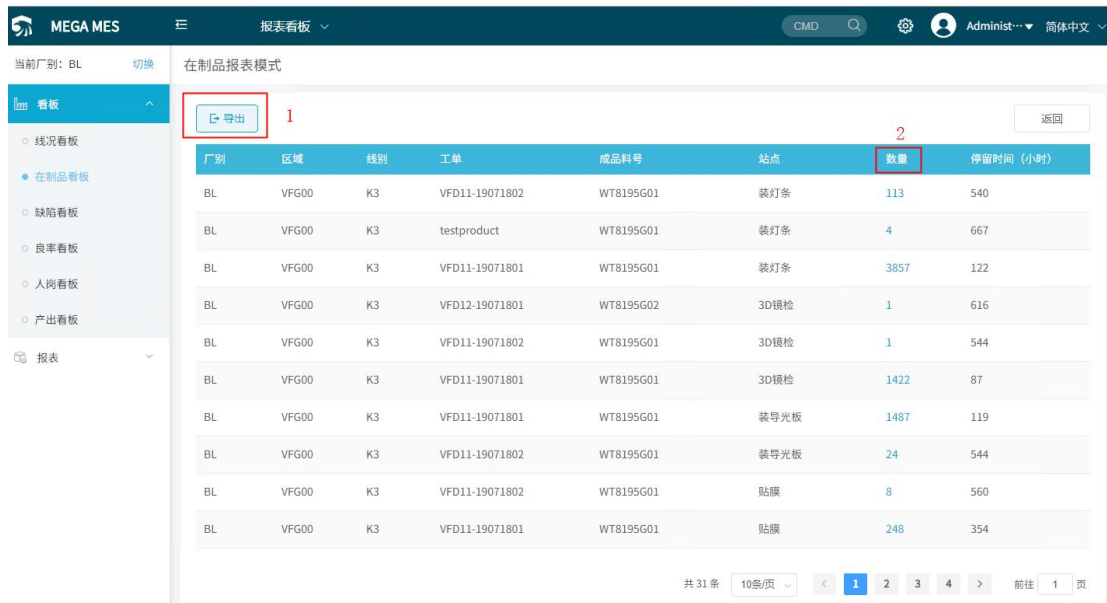 MEGA MES 报表看板 CMD Administ⋯ 简体中文
当前厂别：BL 切换 在制品报表模式
看板
导出 1 返回
线况看板
2
厂别 区域 线别 工单 成品料号 站点 数量 停留时间（小时）
在制品看板
BL VFG00 K3 VFD11-19071802 WT8195G01 装灯条 113 540
缺陷看板
BL VFG00 K3 testproduct WT8195G01 装灯条 4 667
良率看板
BL VFG00 K3 VFD11-19071801 WT8195G01 装灯条 3857 122
人岗看板
BL VFG00 K3 VFD12-19071801 WT8195G02 3D镜检 1 616
产出看板
BL VFG00 K3 VFD11-19071802 WT8195G01 3D镜检 1 544
报表
BL VFG00 K3 VFD11-19071801 WT8195G01 3D镜检 1422 87
BL VFG00 K3 VFD11-19071801 WT8195G01 装导光板 1487 119
BL VFG00 K3 VFD11-19071802 WT8195G01 装导光板 24 544
BL VFG00 K3 VFD11-19071802 WT8195G01 贴膜 8 560
BL VFG00 K3 VFD11-19071801 WT8195G01 贴膜 248 354
共 31 条 10条/页 < 1 2 3 4 > 前往 1 页